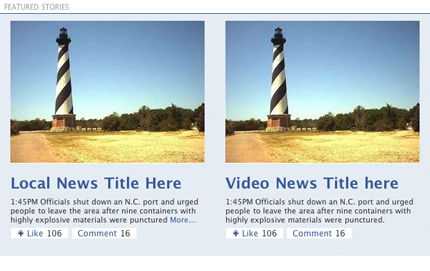 FEATURED STORIES
Local News Title Here
1:45PM Officials shut down an N.C. port and urged
people to leave the area after nine containers with
highly explosive materials were punctured More...
Like 106 Comment 16
Video News Title here
1:45PM Officials shut down an N.C. port and urged
people to leave the area after nine containers with
highly explosive materials were punctured.
Like 106 Comment 16